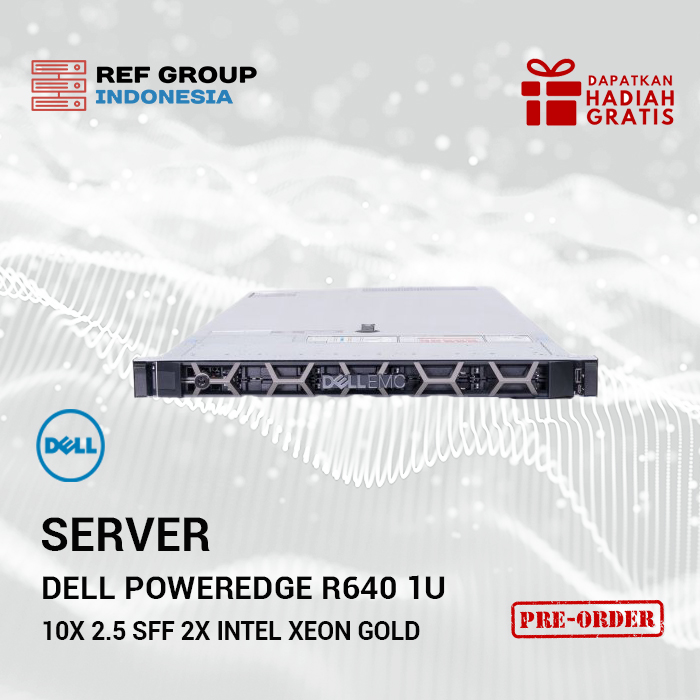 REF GROUP
INDONESIA
DAPATKAN
HADIAH
GRATIS
DELLEMC
DELL
SERVER
DELL POWEREDGE R640 1U
10X 2.5 SFF 2X INTEL XEON GOLD
PRE-ORDER